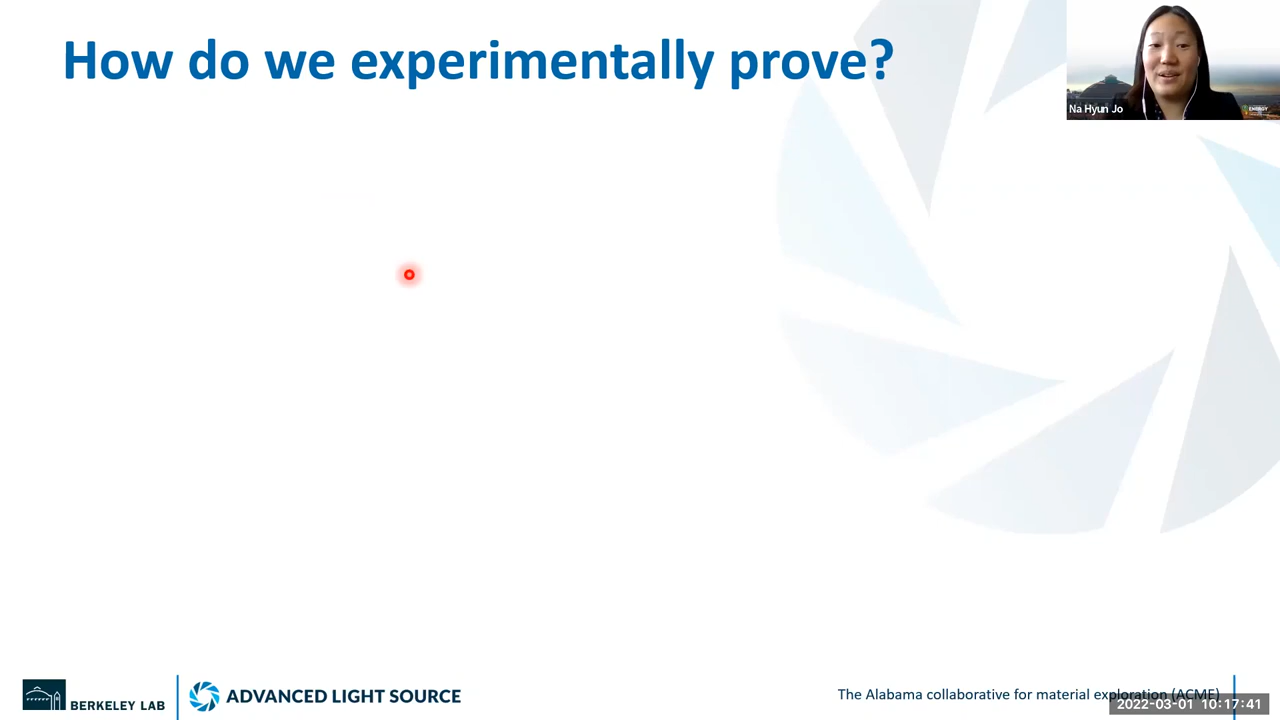 How do we experimentally prove?
Na Hyun Jo
ENERGY
BERKELEY LAB
ADVANCED LIGHT SOURCE
The Alabama collaborative for material exploration (ACME)
2022-03-01 10:17:41